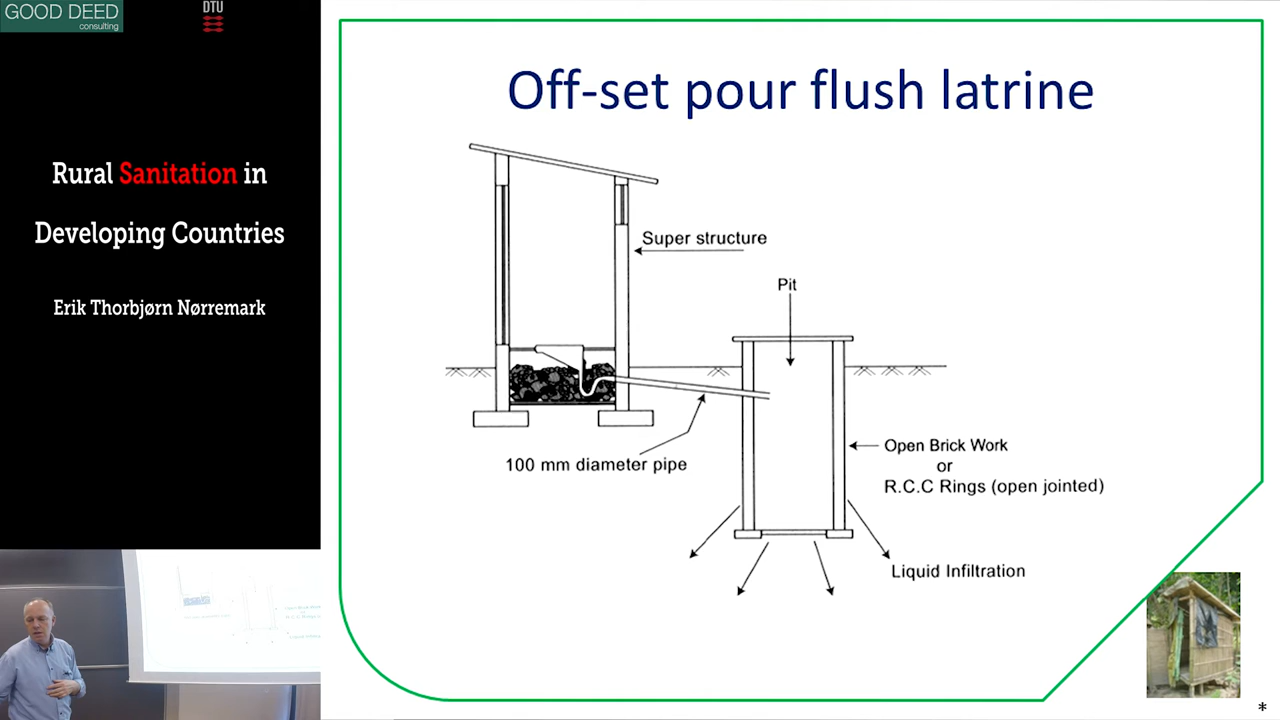 GOOD DEED
consulting
DTU
Rural Sanitation in
Developing Countries
Erik Thorbjørn Nørremark
Off-set pour flush latrine
Super structure
Pit
100 mm diameter pipe
Open Brick Work
or
R.C.C Rings (open jointed)
Liquid Infiltration
*